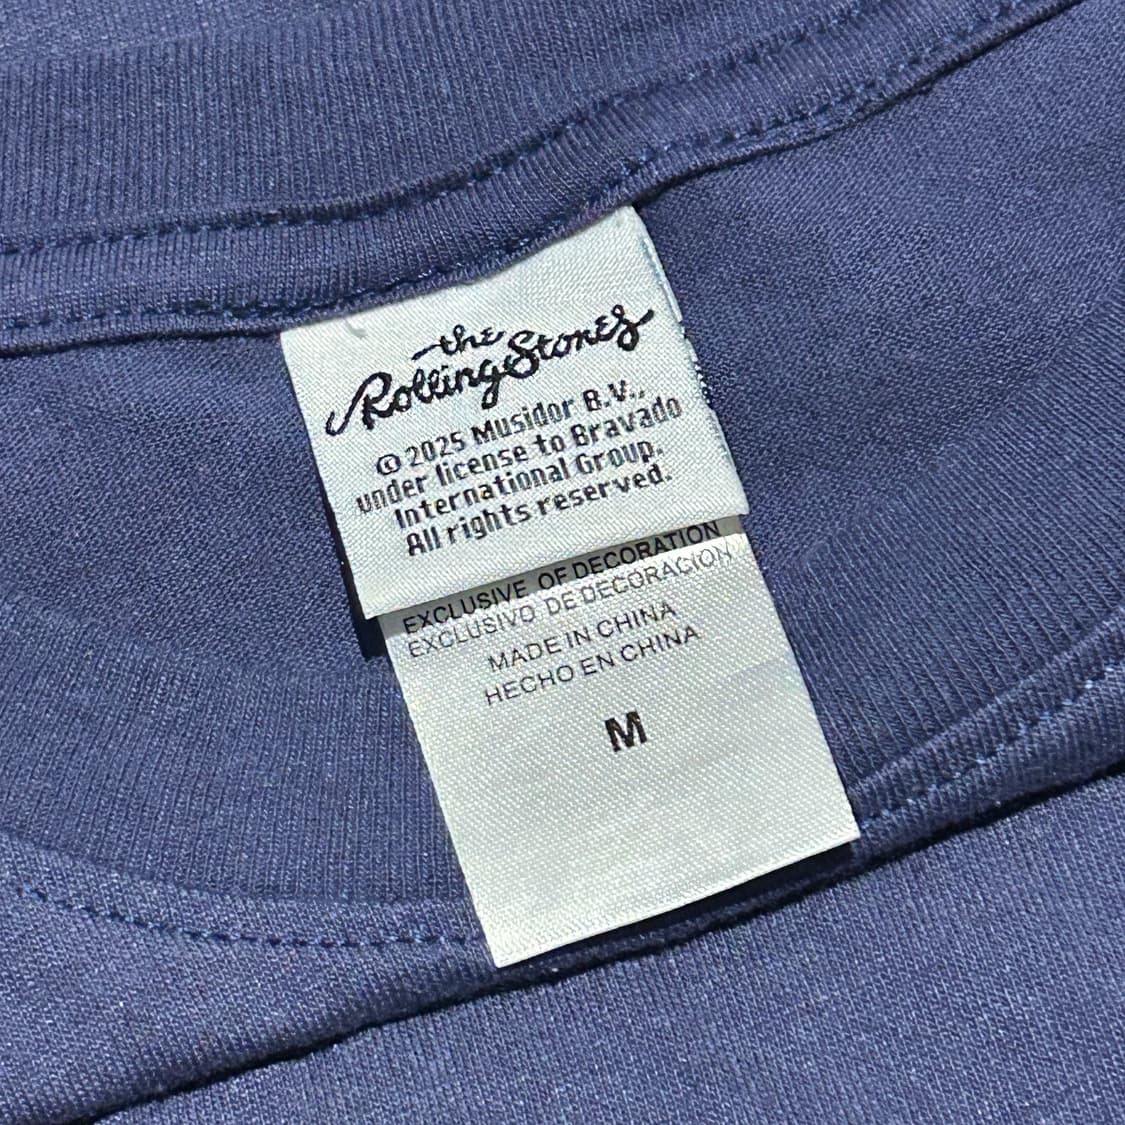 the
Rolling Stones
© 2025 Musidor B.V.,
under license to Bravado
International Group.
All rights reserved.
EXCLUSIVE OF DECORATION
EXCLUSIVO DE DECORACION
MADE IN CHINA
HECHO EN CHINA
M